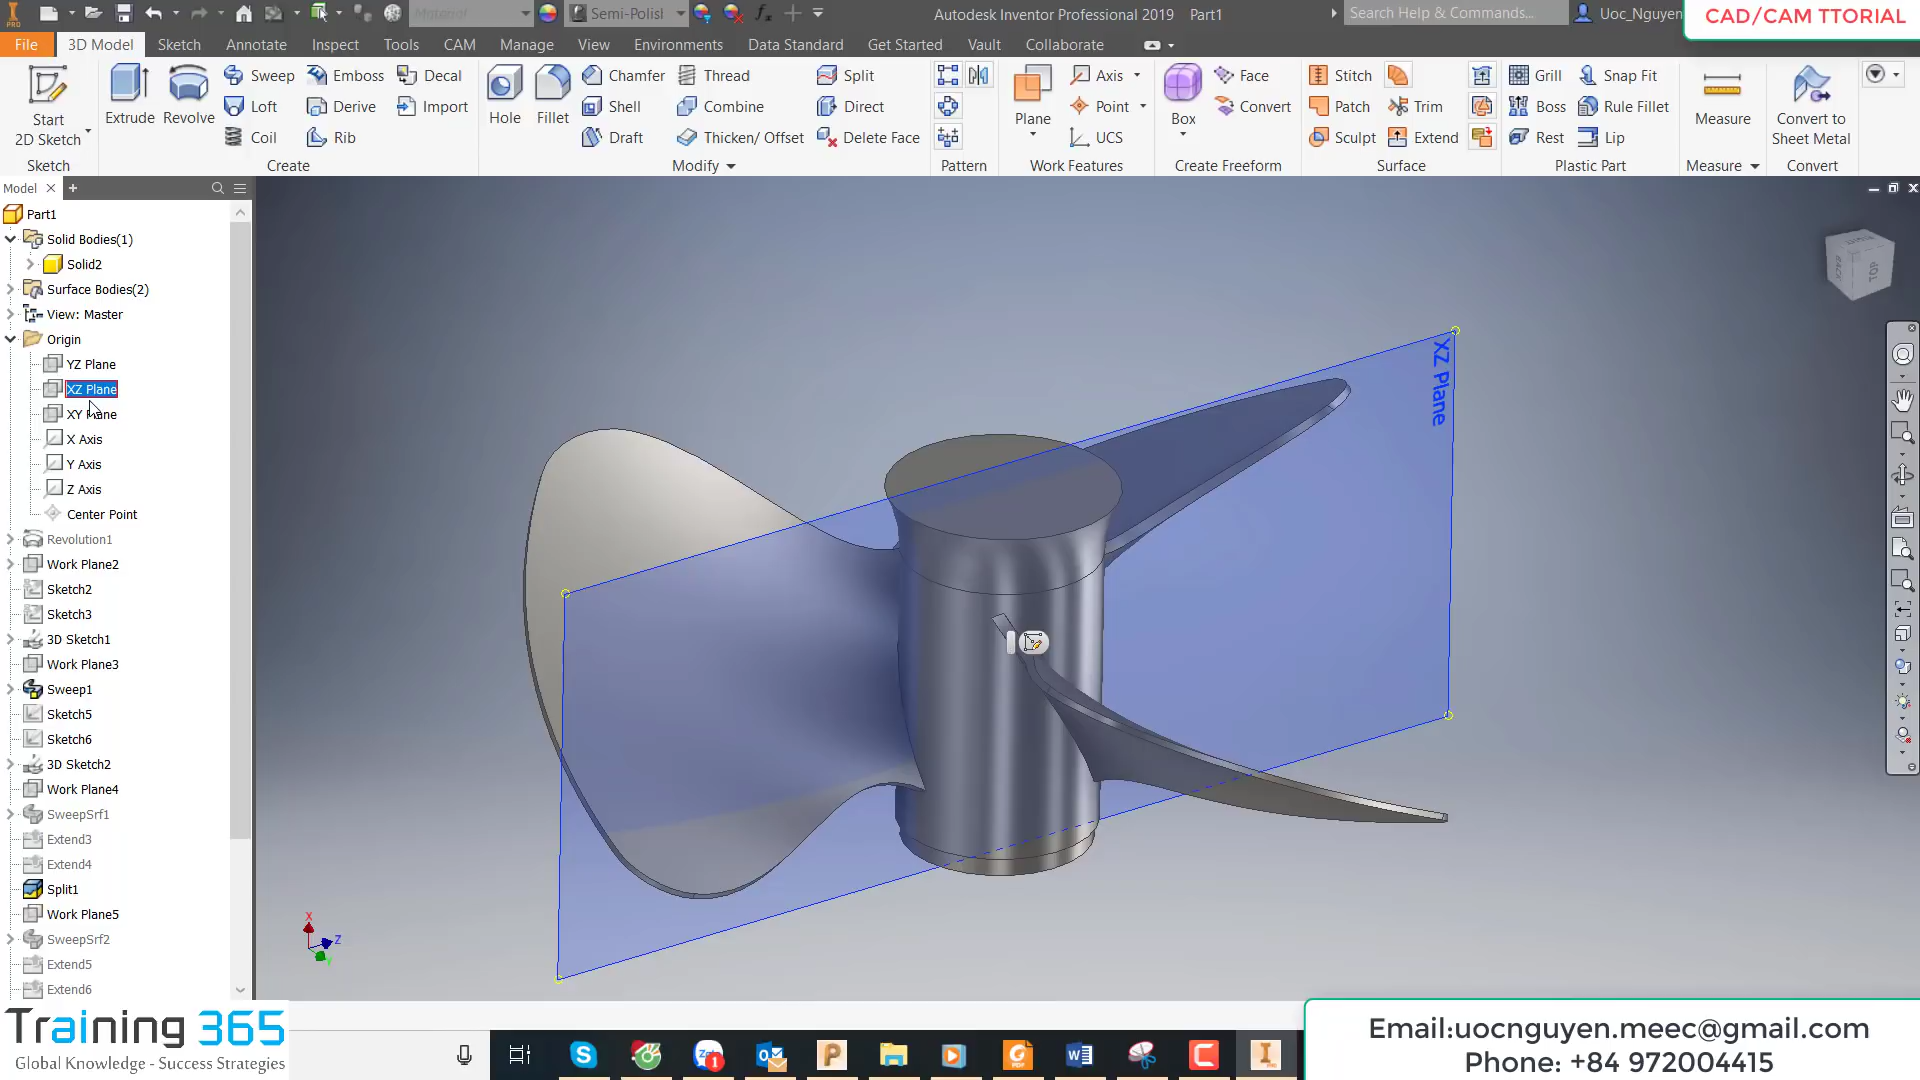 Material
Semi-Polish
Autodesk Inventor Professional 2019 Part1
Search Help & Commands...
Uoc_Nguyen
CAD/CAM TTORIAL
File 3D Model Sketch Annotate Inspect Tools CAM Manage View Environments Data Standard Get Started Vault Collaborate
Start
2D Sketch
Extrude
Revolve
Sweep
Loft
Coil
Emboss
Derive
Rib
Decal
Import
Hole
Fillet
Chamfer
Shell
Draft
Thread
Combine
Thicken/ Offset
Split
Direct
Delete Face
Plane
Axis
Point
UCS
Box
Face
Convert
Stitch
Patch
Sculpt
Trim
Extend
Grill
Boss
Rest
Snap Fit
Rule Fillet
Lip
Measure
Convert to
Sheet Metal
Sketch Create Modify Pattern Work Features Create Freeform Surface Plastic Part Measure Convert
Model
Part1
Solid Bodies(1)
Solid2
Surface Bodies(2)
View: Master
Origin
YZ Plane
XZ Plane
XY Plane
X Axis
Y Axis
Z Axis
Center Point
Revolution1
Work Plane2
Sketch2
Sketch3
3D Sketch1
Work Plane3
Sweep1
Sketch5
Sketch6
3D Sketch2
Work Plane4
SweepSrf1
Extend3
Extend4
Split1
Work Plane5
SweepSrf2
Extend5
Extend6
XZ Plane
BACK
TOP
X
Z
Y
Training 365
Global Knowledge - Success Strategies
1
Email:uocnguyen.meec@gmail.com
Phone: +84 972004415